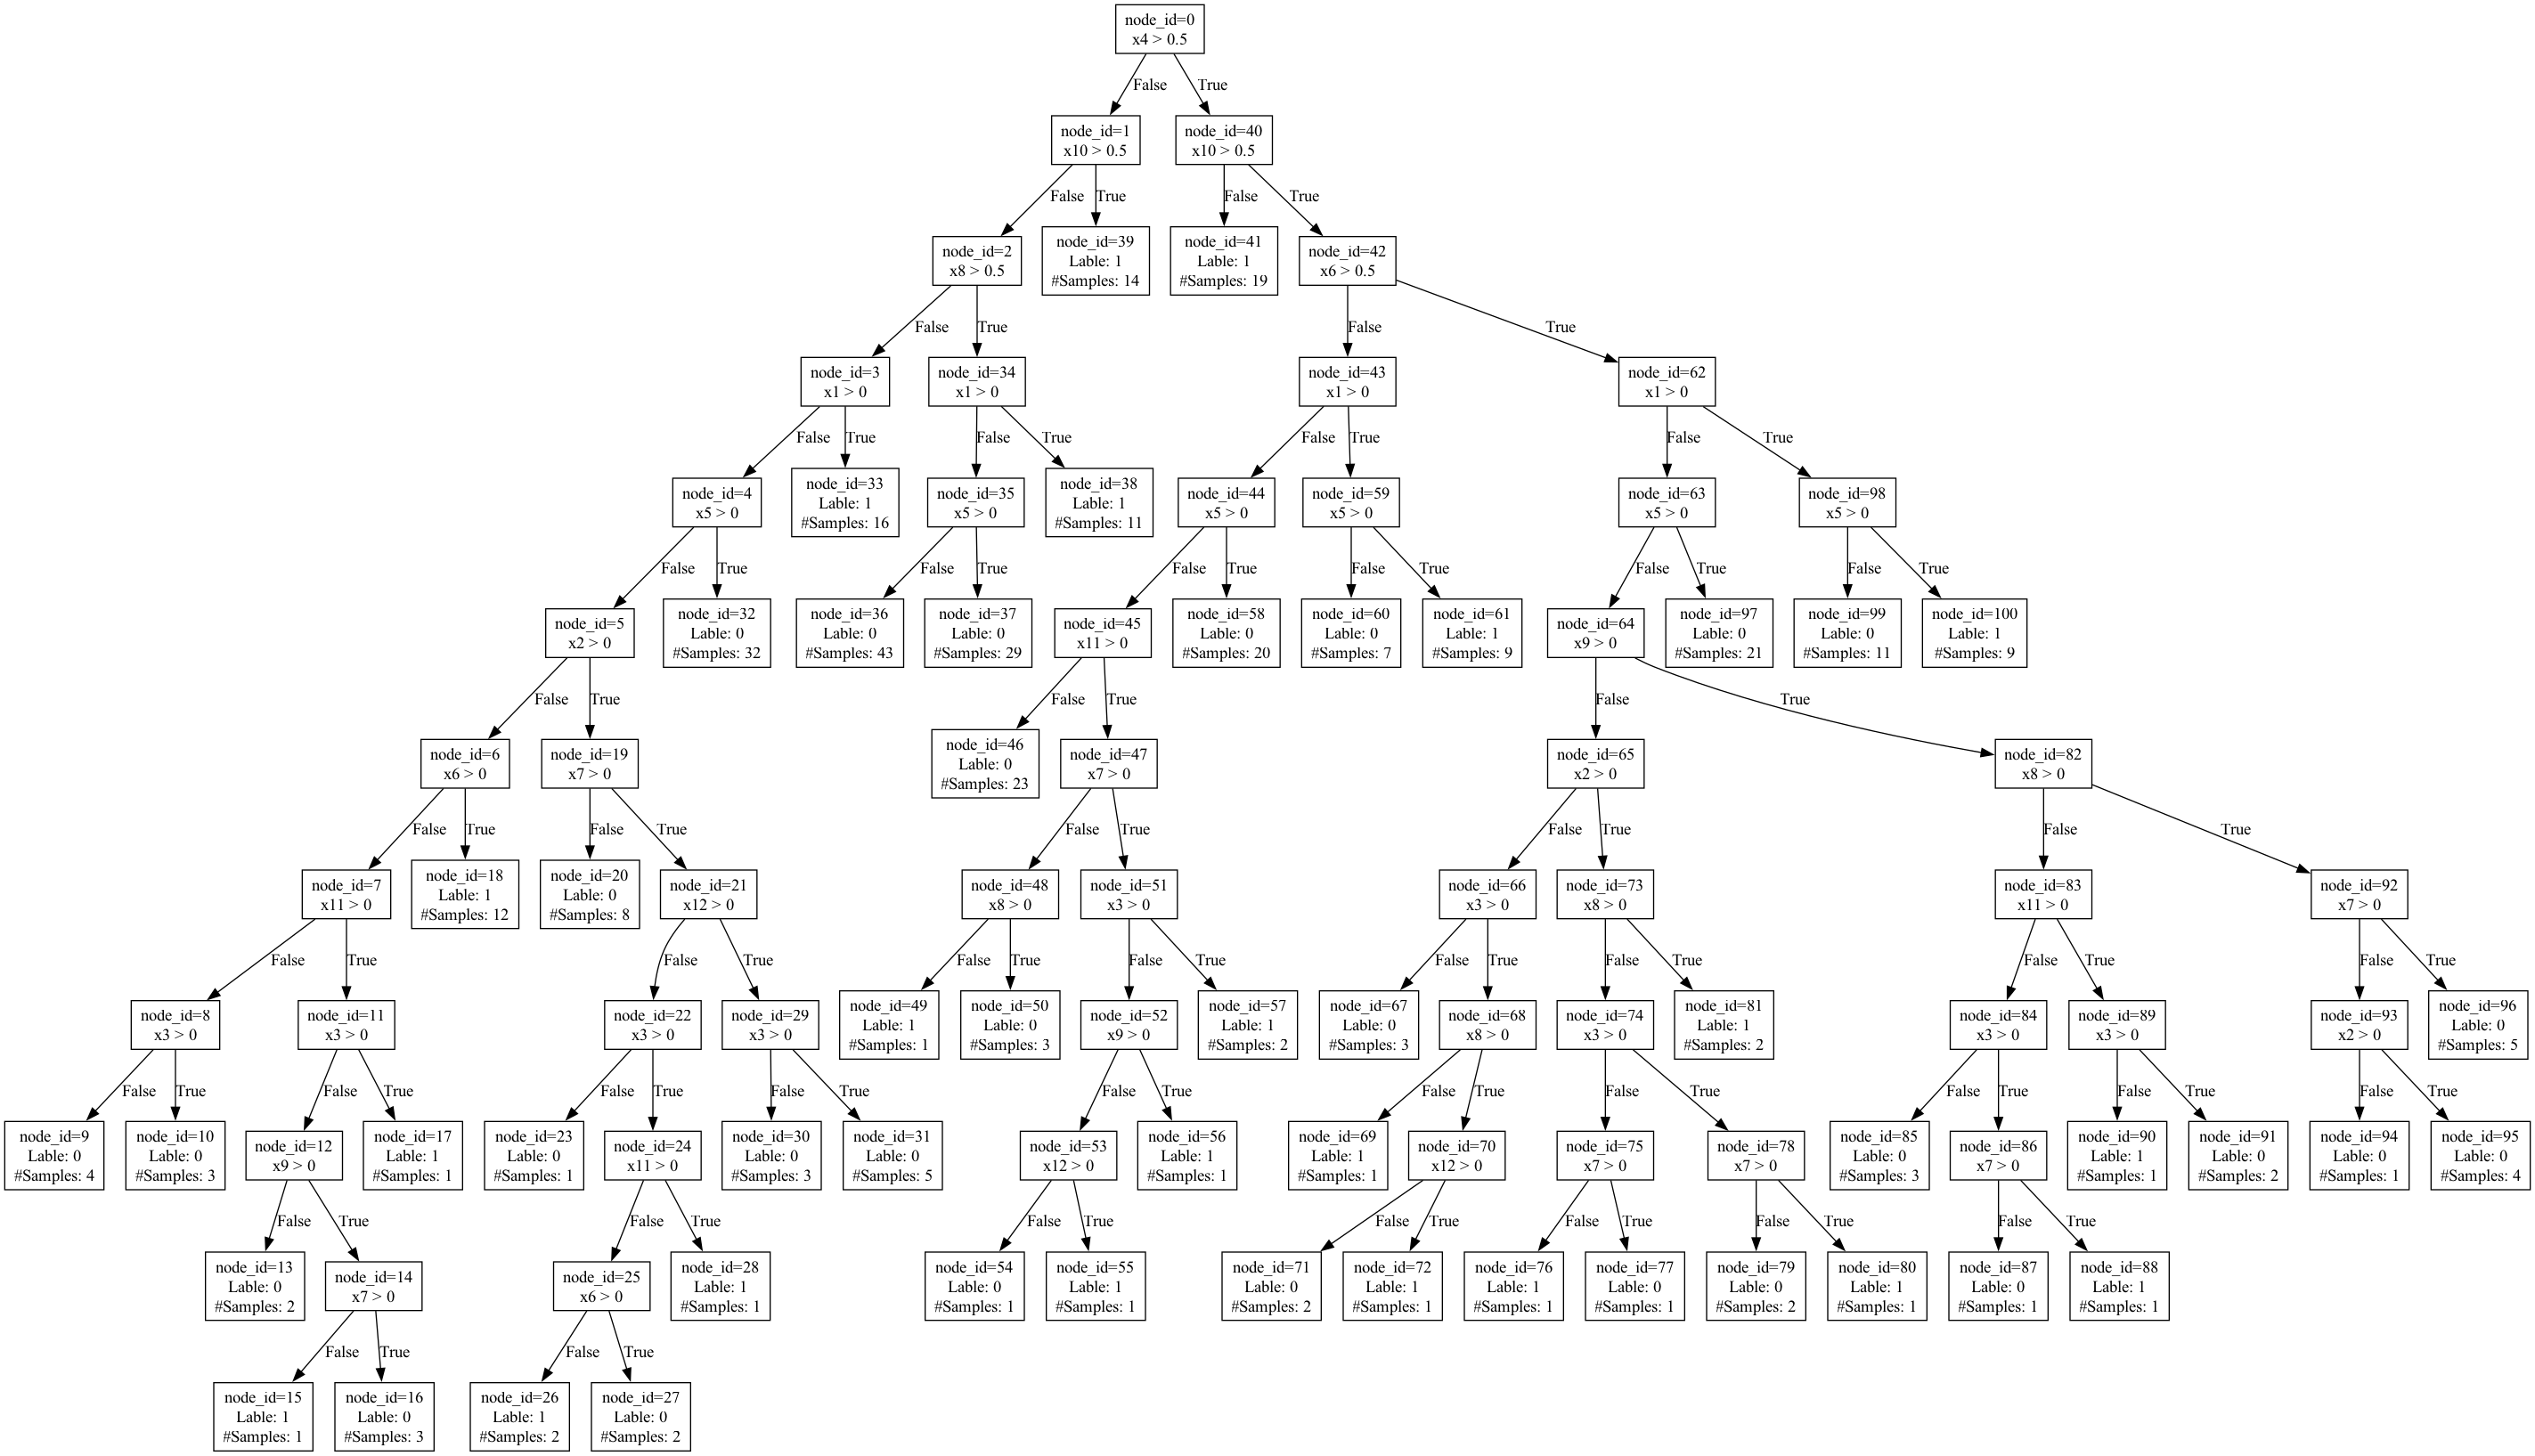 node_id=0
x4 > 0.5
False
True
node_id=1
x10 > 0.5
node_id=40
x10 > 0.5
False
True
False
True
node_id=2
x8 > 0.5
node_id=39
Lable: 1
#Samples: 14
node_id=41
Lable: 1
#Samples: 19
node_id=42
x6 > 0.5
False
True
False
True
node_id=3
x1 > 0
node_id=34
x1 > 0
node_id=43
x1 > 0
node_id=62
x1 > 0
False
True
False
True
False
True
False
True
node_id=4
x5 > 0
node_id=33
Lable: 1
#Samples: 16
node_id=35
x5 > 0
node_id=38
Lable: 1
#Samples: 11
node_id=44
x5 > 0
node_id=59
x5 > 0
node_id=63
x5 > 0
node_id=98
x5 > 0
False
True
False
True
False
True
False
True
False
True
False
True
node_id=5
x2 > 0
node_id=32
Lable: 0
#Samples: 32
node_id=36
Lable: 0
#Samples: 43
node_id=37
Lable: 0
#Samples: 29
node_id=45
x11 > 0
node_id=58
Lable: 0
#Samples: 20
node_id=60
Lable: 0
#Samples: 7
node_id=61
Lable: 1
#Samples: 9
node_id=64
x9 > 0
node_id=97
Lable: 0
#Samples: 21
node_id=99
Lable: 0
#Samples: 11
node_id=100
Lable: 1
#Samples: 9
False
True
False
True
False
True
node_id=6
x6 > 0
node_id=19
x7 > 0
node_id=46
Lable: 0
#Samples: 23
node_id=47
x7 > 0
node_id=65
x2 > 0
node_id=82
x8 > 0
False
True
False
True
False
True
False
True
False
True
node_id=7
x11 > 0
node_id=18
Lable: 1
#Samples: 12
node_id=20
Lable: 0
#Samples: 8
node_id=21
x12 > 0
node_id=48
x8 > 0
node_id=51
x3 > 0
node_id=66
x3 > 0
node_id=73
x8 > 0
node_id=83
x11 > 0
node_id=92
x7 > 0
False
True
False
True
False
True
False
True
False
True
False
True
False
True
False
True
node_id=8
x3 > 0
node_id=11
x3 > 0
node_id=22
x3 > 0
node_id=29
x3 > 0
node_id=49
Lable: 1
#Samples: 1
node_id=50
Lable: 0
#Samples: 3
node_id=52
x9 > 0
node_id=57
Lable: 1
#Samples: 2
node_id=67
Lable: 0
#Samples: 3
node_id=68
x8 > 0
node_id=74
x3 > 0
node_id=81
Lable: 1
#Samples: 2
node_id=84
x3 > 0
node_id=89
x3 > 0
node_id=93
x2 > 0
node_id=96
Lable: 0
#Samples: 5
False
True
False
True
False
True
False
True
False
True
False
True
False
True
False
True
False
True
False
True
node_id=9
Lable: 0
#Samples: 4
node_id=10
Lable: 0
#Samples: 3
node_id=12
x9 > 0
node_id=17
Lable: 1
#Samples: 1
node_id=23
Lable: 0
#Samples: 1
node_id=24
x11 > 0
node_id=30
Lable: 0
#Samples: 3
node_id=31
Lable: 0
#Samples: 5
node_id=53
x12 > 0
node_id=56
Lable: 1
#Samples: 1
node_id=69
Lable: 1
#Samples: 1
node_id=70
x12 > 0
node_id=75
x7 > 0
node_id=78
x7 > 0
node_id=85
Lable: 0
#Samples: 3
node_id=86
x7 > 0
node_id=90
Lable: 1
#Samples: 1
node_id=91
Lable: 0
#Samples: 2
node_id=94
Lable: 0
#Samples: 1
node_id=95
Lable: 0
#Samples: 4
False
True
False
True
False
True
False
True
False
True
False
True
False
True
node_id=13
Lable: 0
#Samples: 2
node_id=14
x7 > 0
node_id=25
x6 > 0
node_id=28
Lable: 1
#Samples: 1
node_id=54
Lable: 0
#Samples: 1
node_id=55
Lable: 1
#Samples: 1
node_id=71
Lable: 0
#Samples: 2
node_id=72
Lable: 1
#Samples: 1
node_id=76
Lable: 1
#Samples: 1
node_id=77
Lable: 0
#Samples: 1
node_id=79
Lable: 0
#Samples: 2
node_id=80
Lable: 1
#Samples: 1
node_id=87
Lable: 0
#Samples: 1
node_id=88
Lable: 1
#Samples: 1
False
True
False
True
node_id=15
Lable: 1
#Samples: 1
node_id=16
Lable: 0
#Samples: 3
node_id=26
Lable: 1
#Samples: 2
node_id=27
Lable: 0
#Samples: 2